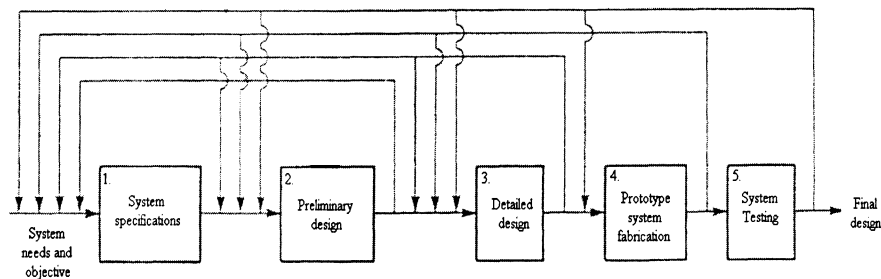 1.
System
specifications
2.
Preliminary
design
3.
Detailed
design
4.
Prototype
system
fabrication
5.
System
Testing
System
needs and
objective
Final
design